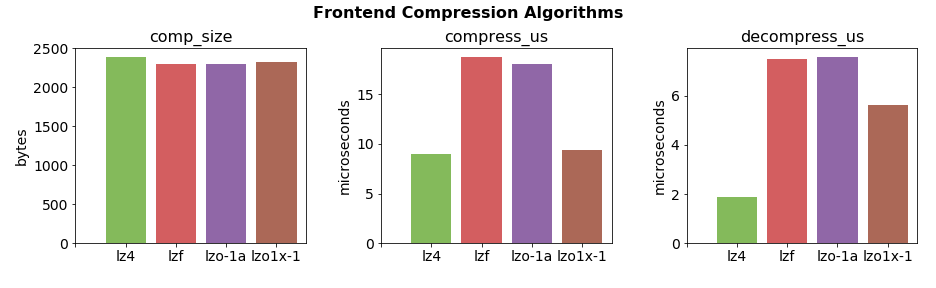 Frontend Compression Algorithms
comp_size
compress_us
decompress_us
bytes
2500
2000
1500
1000
500
0
lz4 lzf lzo-1a lzo1x-1
microseconds
15
10
5
0
lz4 lzf lzo-1a lzo1x-1
microseconds
6
4
2
0
lz4 lzf lzo-1a lzo1x-1